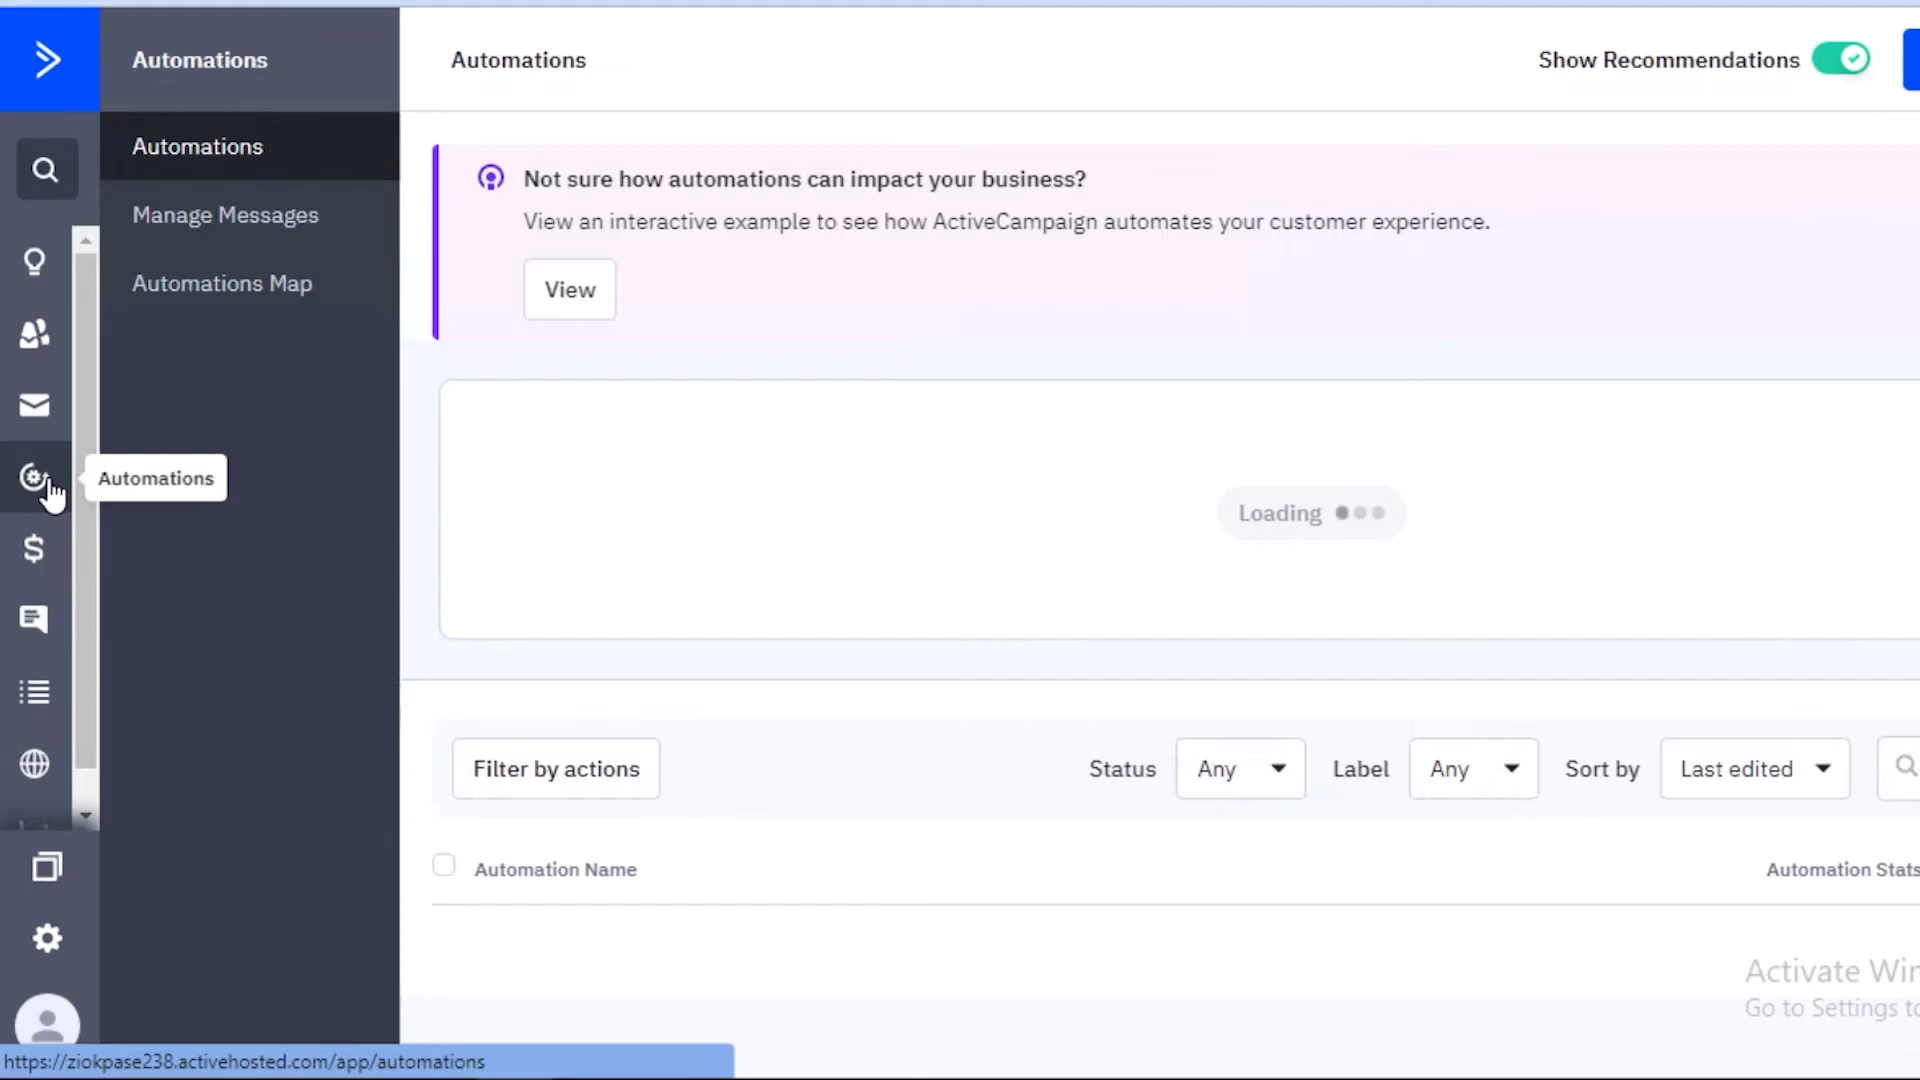 Automations
Automations
Manage Messages
Automations Map
Automations
Automations
Show Recommendations
Not sure how automations can impact your business?
View an interactive example to see how ActiveCampaign automates your customer experience.
View
Loading
Filter by actions
Status
Any
Label
Any
Sort by
Last edited
Automation Name
Automation Stats
Activate Win
Go to Settings to
https://ziokpase238.activehosted.com/app/automations